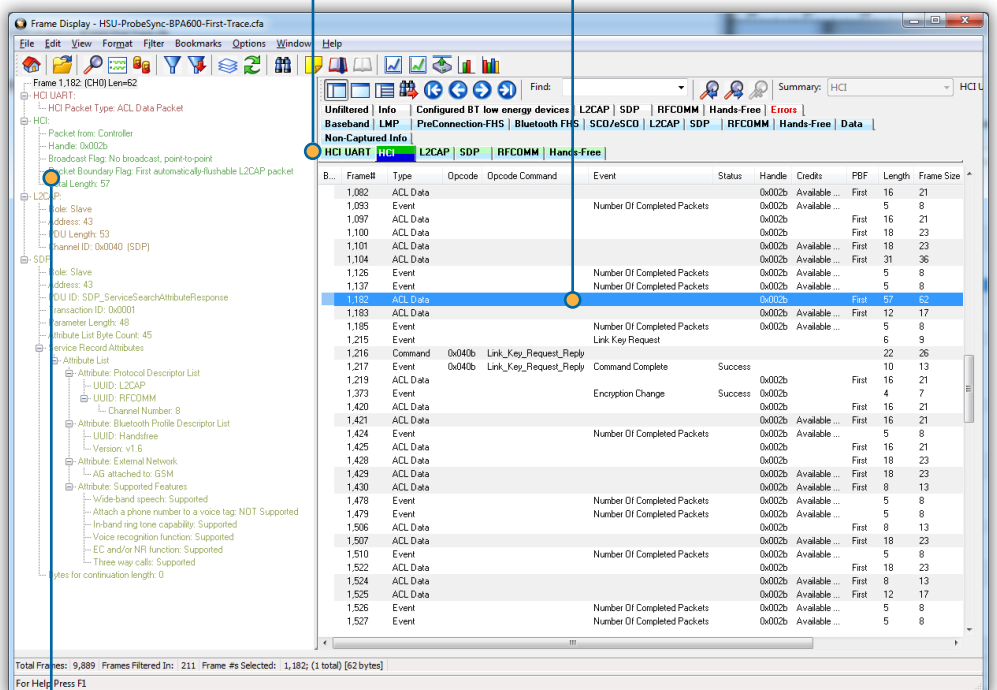 Frame Display - HSU-ProbeSync-BPA600-First-Trace.cfa
File Edit View Format Filter Bookmarks Options Window Help
Find: Summary: HCI HCI U
Frame 1,182: (CH0) Len=62
HCI UART:
HCI Packet Type: ACL Data Packet
HCI:
Packet from: Controller
Handle: 0x002b
Broadcast Flag: No broadcast, point-to-point
Packet Boundary Flag: First automatically-flushable L2CAP packet
Total Length: 57
L2CAP:
Role: Slave
Address: 43
PDU Length: 53
Channel ID: 0x0040 (SDP)
SDP:
Role: Slave
Address: 43
PDU ID: SDP_ServiceSearchAttributeResponse
Transaction ID: 0x0001
Parameter Length: 48
Attribute List Byte Count: 45
Service Record Attributes
Attribute List
Attribute: Protocol Descriptor List
UUID: L2CAP
UUID: RFCOMM
Channel Number: 8
Attribute: Bluetooth Profile Descriptor List
UUID: Handsfree
Version: v1.6
Attribute: External Network
AG attached to: GSM
Attribute: Supported Features
Wide-band speech: Supported
Attach a phone number to a voice tag: NOT Supported
In-band ring tone capability: Supported
Voice recognition function: Supported
EC and/or NR function: Supported
Three way calls: Supported
Bytes for continuation length: 0
Unfiltered Info Configured BT low energy devices L2CAP SDP RFCOMM Hands-Free Errors
Baseband LMP PreConnection-FHS Bluetooth FHS SCO/eSCO L2CAP SDP RFCOMM Hands-Free Data
Non-Captured Info
HCI UART HCI L2CAP SDP RFCOMM Hands-Free
B... Frame# Type Opcode Opcode Command Event Status Handle Credits PBF Length Frame Size
1,082 ACL Data 0x002b Available ... First 16 21
1,093 Event Number Of Completed Packets 0x002b Available ... 5 8
1,097 ACL Data 0x002b First 16 21
1,100 ACL Data 0x002b First 18 23
1,101 ACL Data 0x002b Available ... First 18 23
1,104 ACL Data 0x002b Available ... First 31 36
1,126 Event Number Of Completed Packets 0x002b Available ... 5 8
1,137 Event Number Of Completed Packets 0x002b Available ... 5 8
1,182 ACL Data 0x002b First 57 62
1,183 ACL Data 0x002b Available ... First 12 17
1,185 Event Number Of Completed Packets 0x002b Available ... 5 8
1,215 Event Link Key Request 6 9
1,216 Command 0x040b Link_Key_Request_Reply 22 26
1,217 Event 0x040b Link_Key_Request_Reply Command Complete Success 10 13
1,219 ACL Data 0x002b First 16 21
1,373 Event Encryption Change Success 0x002b 4 7
1,420 ACL Data 0x002b First 16 21
1,421 ACL Data 0x002b Available ... First 16 21
1,424 Event Number Of Completed Packets 0x002b Available ... 5 8
1,425 ACL Data 0x002b First 16 21
1,428 ACL Data 0x002b First 18 23
1,429 ACL Data 0x002b Available ... First 18 23
1,430 ACL Data 0x002b Available ... First 8 13
1,478 Event Number Of Completed Packets 0x002b Available ... 5 8
1,479 Event Number Of Completed Packets 0x002b Available ... 5 8
1,506 ACL Data 0x002b First 8 13
1,507 ACL Data 0x002b Available ... First 18 23
1,510 Event Number Of Completed Packets 0x002b Available ... 5 8
1,522 ACL Data 0x002b First 18 23
1,524 ACL Data 0x002b Available ... First 8 13
1,525 ACL Data 0x002b Available ... First 12 17
1,526 Event Number Of Completed Packets 0x002b Available ... 5 8
1,527 Event Number Of Completed Packets 0x002b Available ... 5 8
Total Frames: 9,889 Frames Filtered In: 211 Frame #s Selected: 1,182; (1 total) [62 bytes]
For Help Press F1